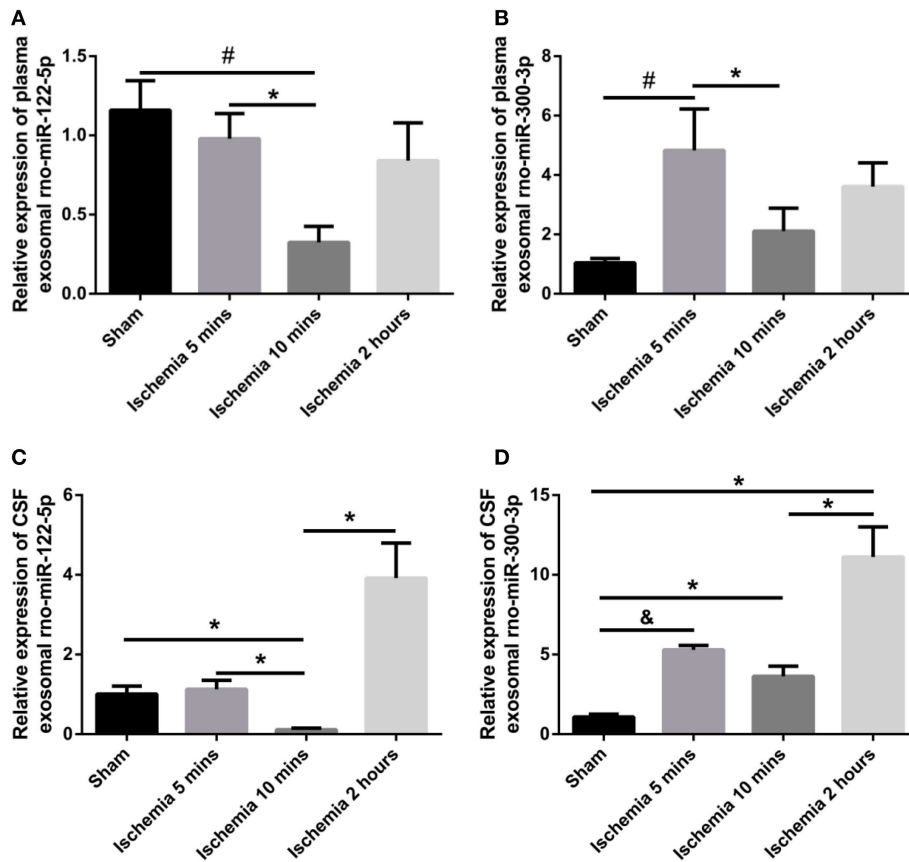 A
Relative expression of plasma
exosomal rno-miR-122-5p
1.5
1.0
0.5
0.0
#
*
Sham
Ischemia 5 mins
Ischemia 10 mins
Ischemia 2 hours
B
Relative expression of plasma
exosomal rno-miR-300-3p
8
6
4
2
0
#
*
Sham
Ischemia 5 mins
Ischemia 10 mins
Ischemia 2 hours
C
Relative expression of CSF
exosomal rno-miR-122-5p
6
4
2
0
*
*
*
Sham
Ischemia 5 mins
Ischemia 10 mins
Ischemia 2 hours
D
Relative expression of CSF
exosomal rno-miR-300-3p
15
10
5
0
*
*
*
&
Sham
Ischemia 5 mins
Ischemia 10 mins
Ischemia 2 hours